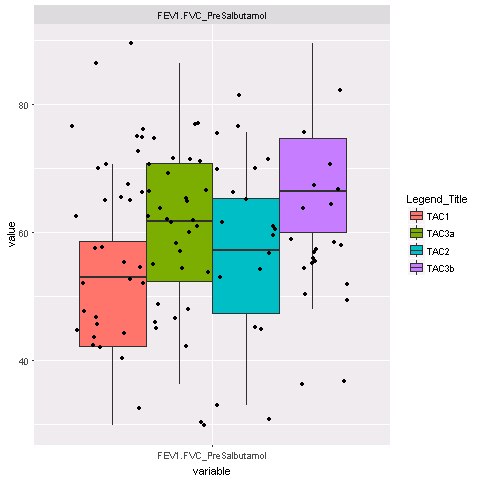 FEV1.FVC_PreSalbutamol
80
60
40
value
FEV1.FVC_PreSalbutamol
variable
Legend_Title
TAC1
TAC3a
TAC2
TAC3b